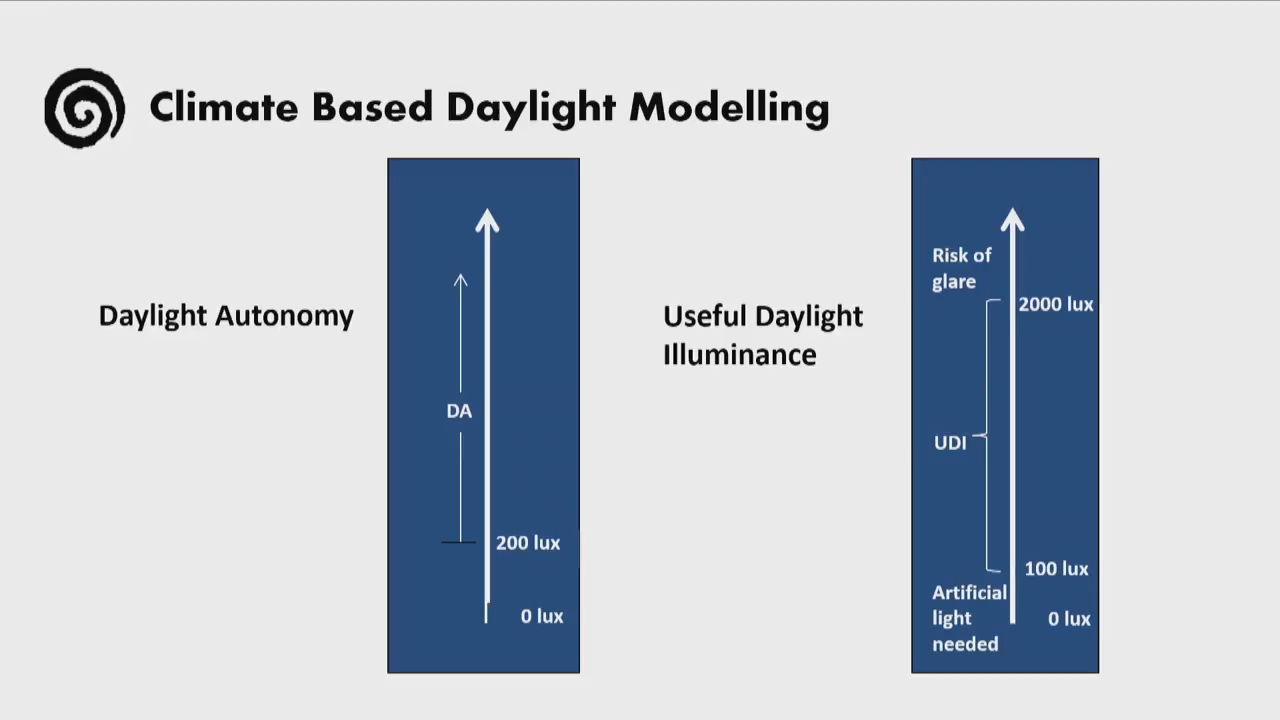 Climate Based Daylight Modelling
Daylight Autonomy
DA
200 lux
0 lux
Useful Daylight
Illuminance
Risk of
glare
2000 lux
UDI
100 lux
Artificial
light
needed
0 lux